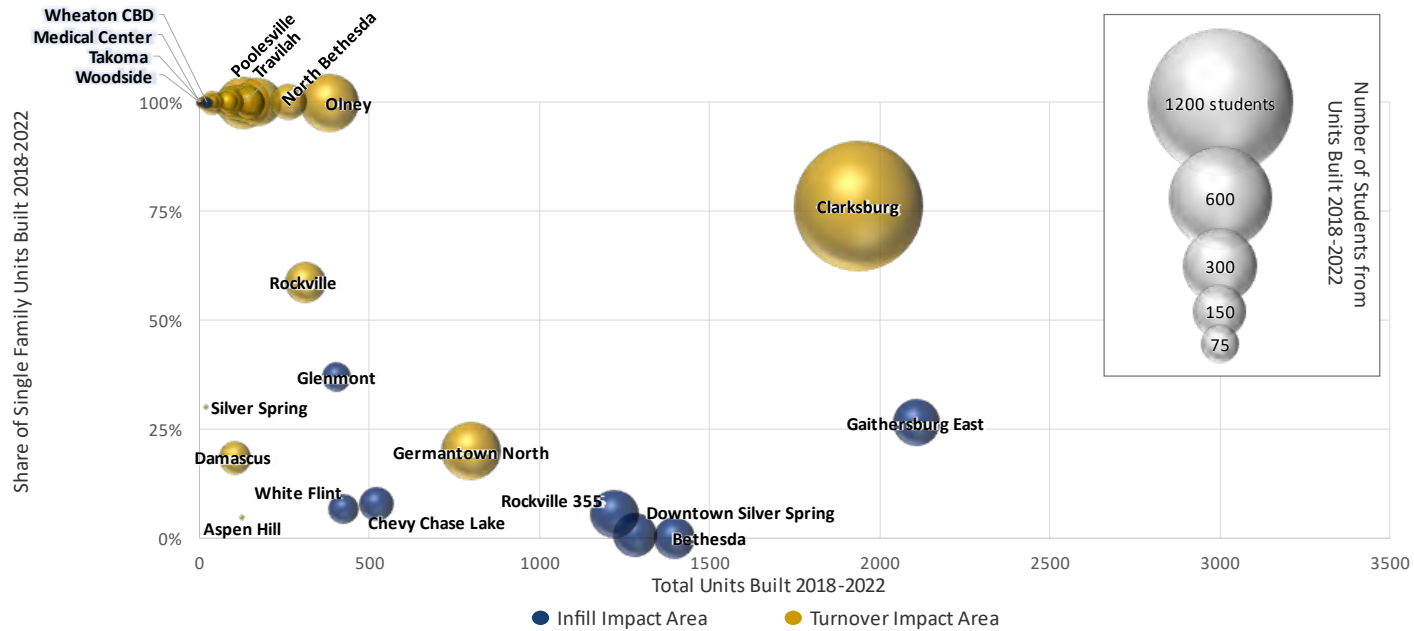 Wheaton CBD
Medical Center
Takoma
Woodside
Poolesville
Travilah
North Bethesda
Olney
100%
75%
50%
25%
0%
Share of Single Family Units Built 2018-2022
Clarksburg
Rockville
Glenmont
Silver Spring
Gaithersburg East
Damascus
Germantown North
White Flint
Chevy Chase Lake
Aspen Hill
Rockville 355
Downtown Silver Spring
Bethesda
0
500
1000
1500
2000
2500
3000
3500
Total Units Built 2018-2022
Infill Impact Area
Turnover Impact Area
1200 students
600
300
150
75
Number of Students from
Units Built 2018-2022